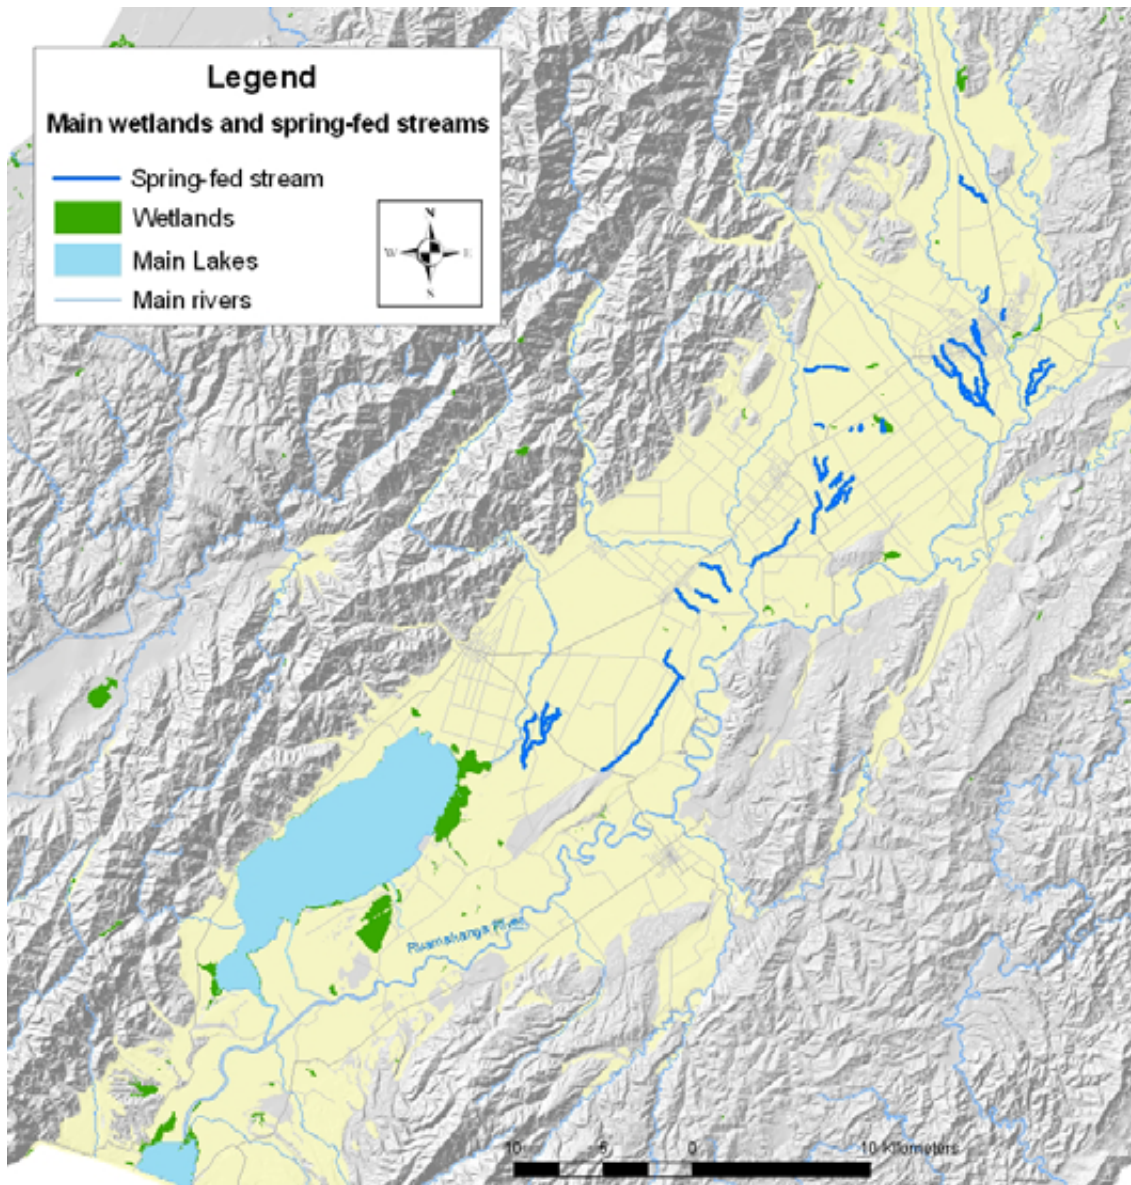 Legend
Main wetlands and spring-fed streams
Spring-fed stream
Wetlands
Main Lakes
Main rivers
N
W E
S
Ruamahanga River
10 5 0 10 Kilometers